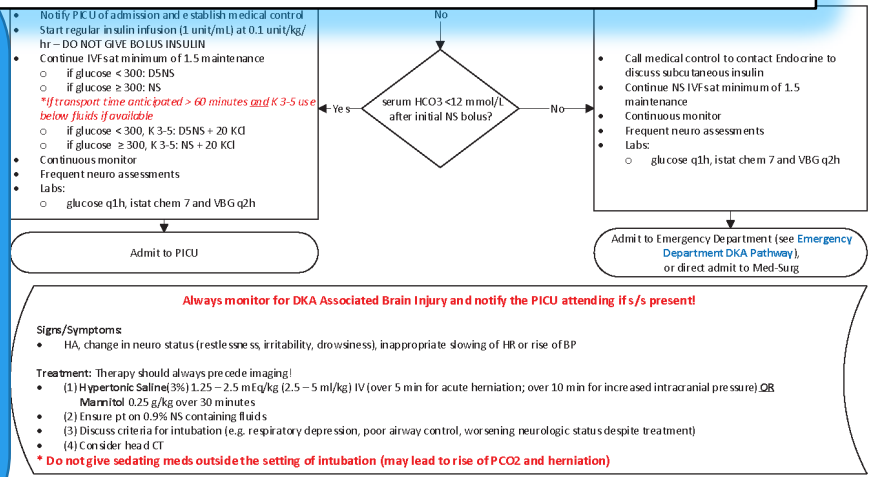 Notify PICU of admission and establish medical control
Start regular insulin infusion (1 unit/mL) at 0.1 unit/kg/
hr – DO NOT GIVE BOLUS INSULIN
Continue IVFs at minimum of 1.5 maintenance
o if glucose < 300: D5NS
o if glucose ≥ 300: NS
*If transport time anticipated > 60 minutes and K 3-5 use
below fluids if available
o if glucose < 300, K 3-5: D5NS + 20 KCl
o if glucose ≥ 300, K 3-5: NS + 20 KCl
Continuous monitor
Frequent neuro assessments
Labs:
o glucose q1h, istat chem 7 and VBG q2h
Admit to PICU
No
Yes
serum HCO3 <12 mmol/L
after initial NS bolus?
No
Call medical control to contact Endocrine to
discuss subcutaneous insulin
Continue NS IVFs at minimum of 1.5
maintenance
Continuous monitor
Frequent neuro assessments
Labs:
o glucose q1h, istat chem 7 and VBG q2h
Admit to Emergency Department (see Emergency
Department DKA Pathway),
or direct admit to Med-Surg
Always monitor for DKA Associated Brain Injury and notify the PICU attending if s/s present!
Signs/Symptoms:
• HA, change in neuro status (restlessness, irritability, drowsiness), inappropriate slowing of HR or rise of BP
Treatment: Therapy should always precede imaging!
• (1) Hypertonic Saline(3%) 1.25 – 2.5 mEq/kg (2.5 – 5 ml/kg) IV (over 5 min for acute herniation; over 10 min for increased intracranial pressure) OR
Mannitol 0.25 g/kg over 30 minutes
• (2) Ensure pt on 0.9% NS containing fluids
• (3) Discuss criteria for intubation (e.g. respiratory depression, poor airway control, worsening neurologic status despite treatment)
• (4) Consider head CT
* Do not give sedating meds outside the setting of intubation (may lead to rise of PCO2 and herniation)